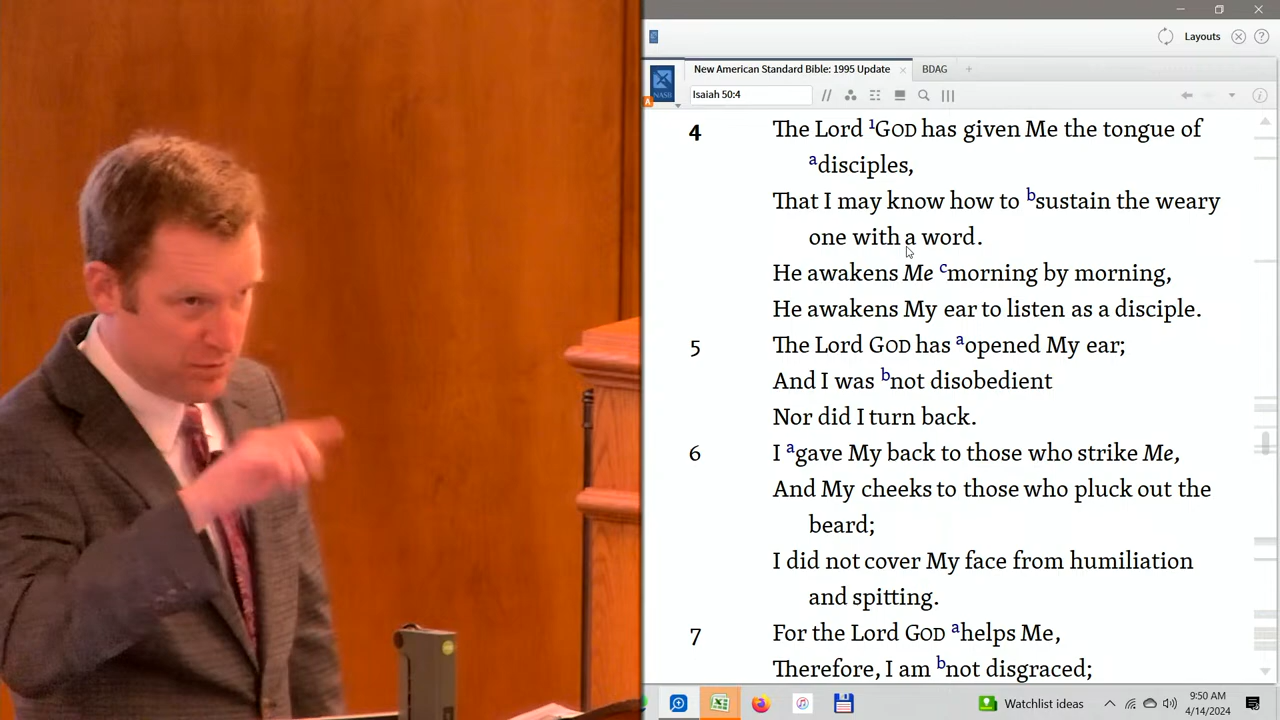 Layouts
New American Standard Bible: 1995 Update
BDAG
NASB
Isaiah 50:4
4 The Lord 1GOD has given Me the tongue of
adisciples,
That I may know how to bsustain the weary
one with a word.
He awakens Me cmorning by morning,
He awakens My ear to listen as a disciple.
5 The Lord GOD has aopened My ear;
And I was bnot disobedient
Nor did I turn back.
6 I agave My back to those who strike Me,
And My cheeks to those who pluck out the
beard;
I did not cover My face from humiliation
and spitting.
7 For the Lord GOD ahelps Me,
Therefore, I am bnot disgraced;
Watchlist ideas
9:50 AM
4/14/2024